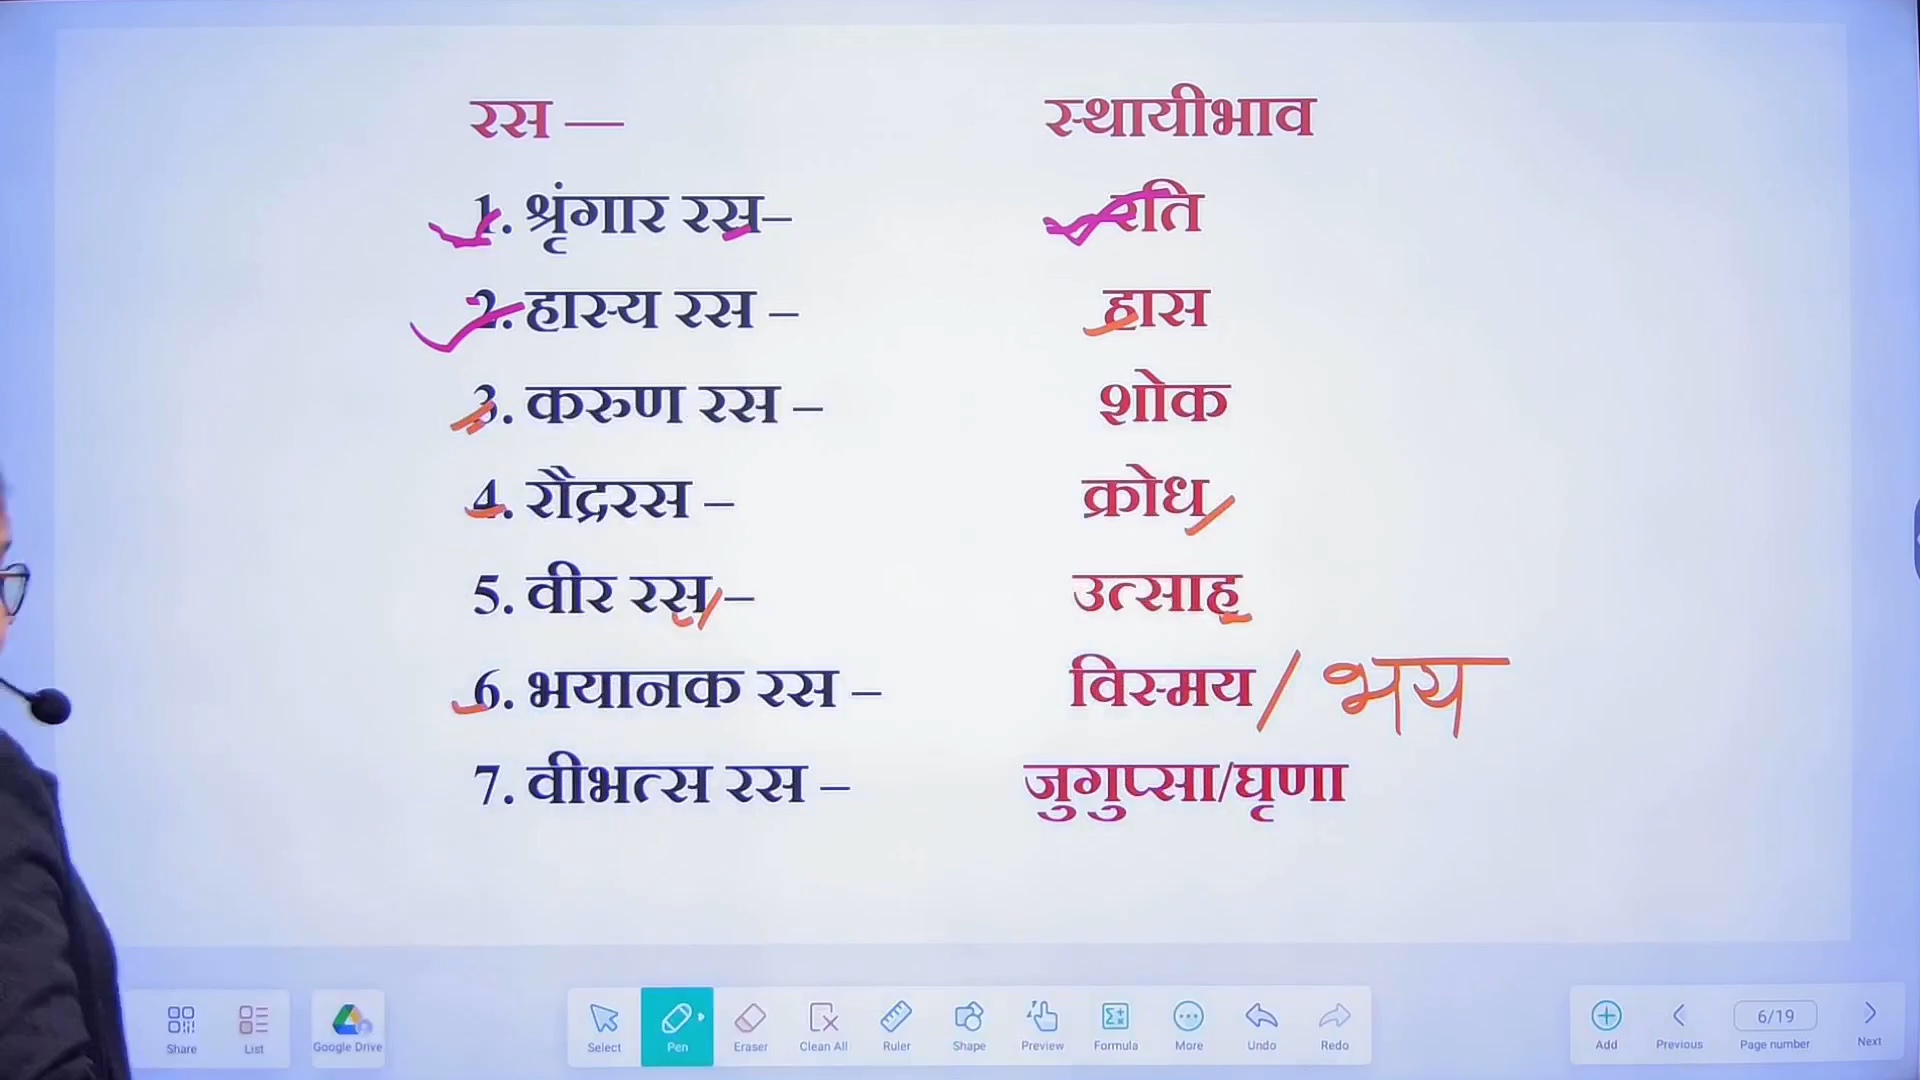 रस — स्थायीभाव
1. श्रृंगार रस– रति
2. हास्य रस – हास
3. करुण रस – शोक
4. रौद्ररस – क्रोध
5. वीर रस – उत्साह
6. भयानक रस – विस्मय / भय
7. वीभत्स रस – जुगुप्सा/घृणा
Share List Google Drive Select Pen Eraser Clean All Ruler Shape Preview Formula More Undo Redo Add Previous 6/19 Page number Next